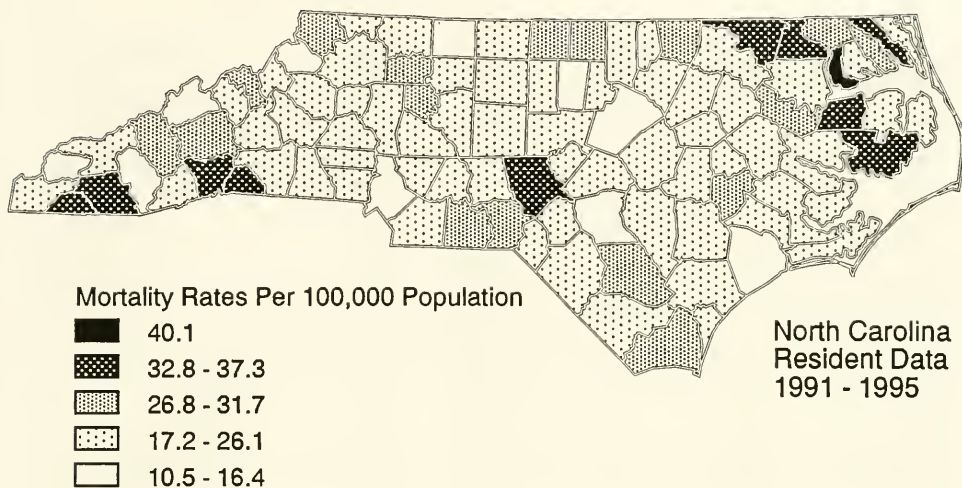 Mortality Rates Per 100,000 Population
40.1
32.8 - 37.3
26.8 - 31.7
17.2 - 26.1
10.5 - 16.4
North Carolina
Resident Data
1991 - 1995